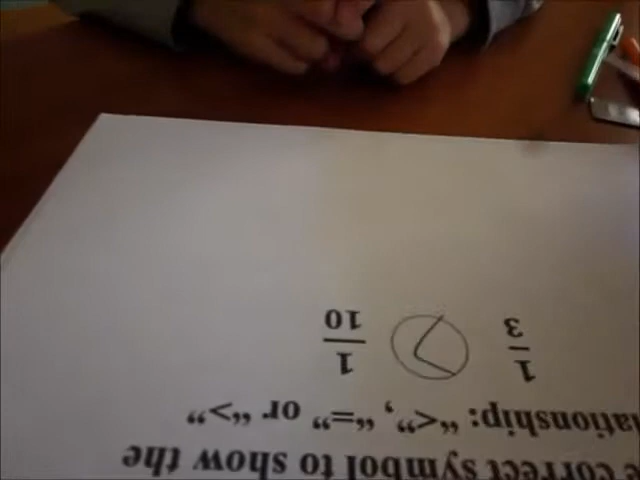 correct symbol to show the
lationship: “<”, “=” or “>”
1/3 > 1/10